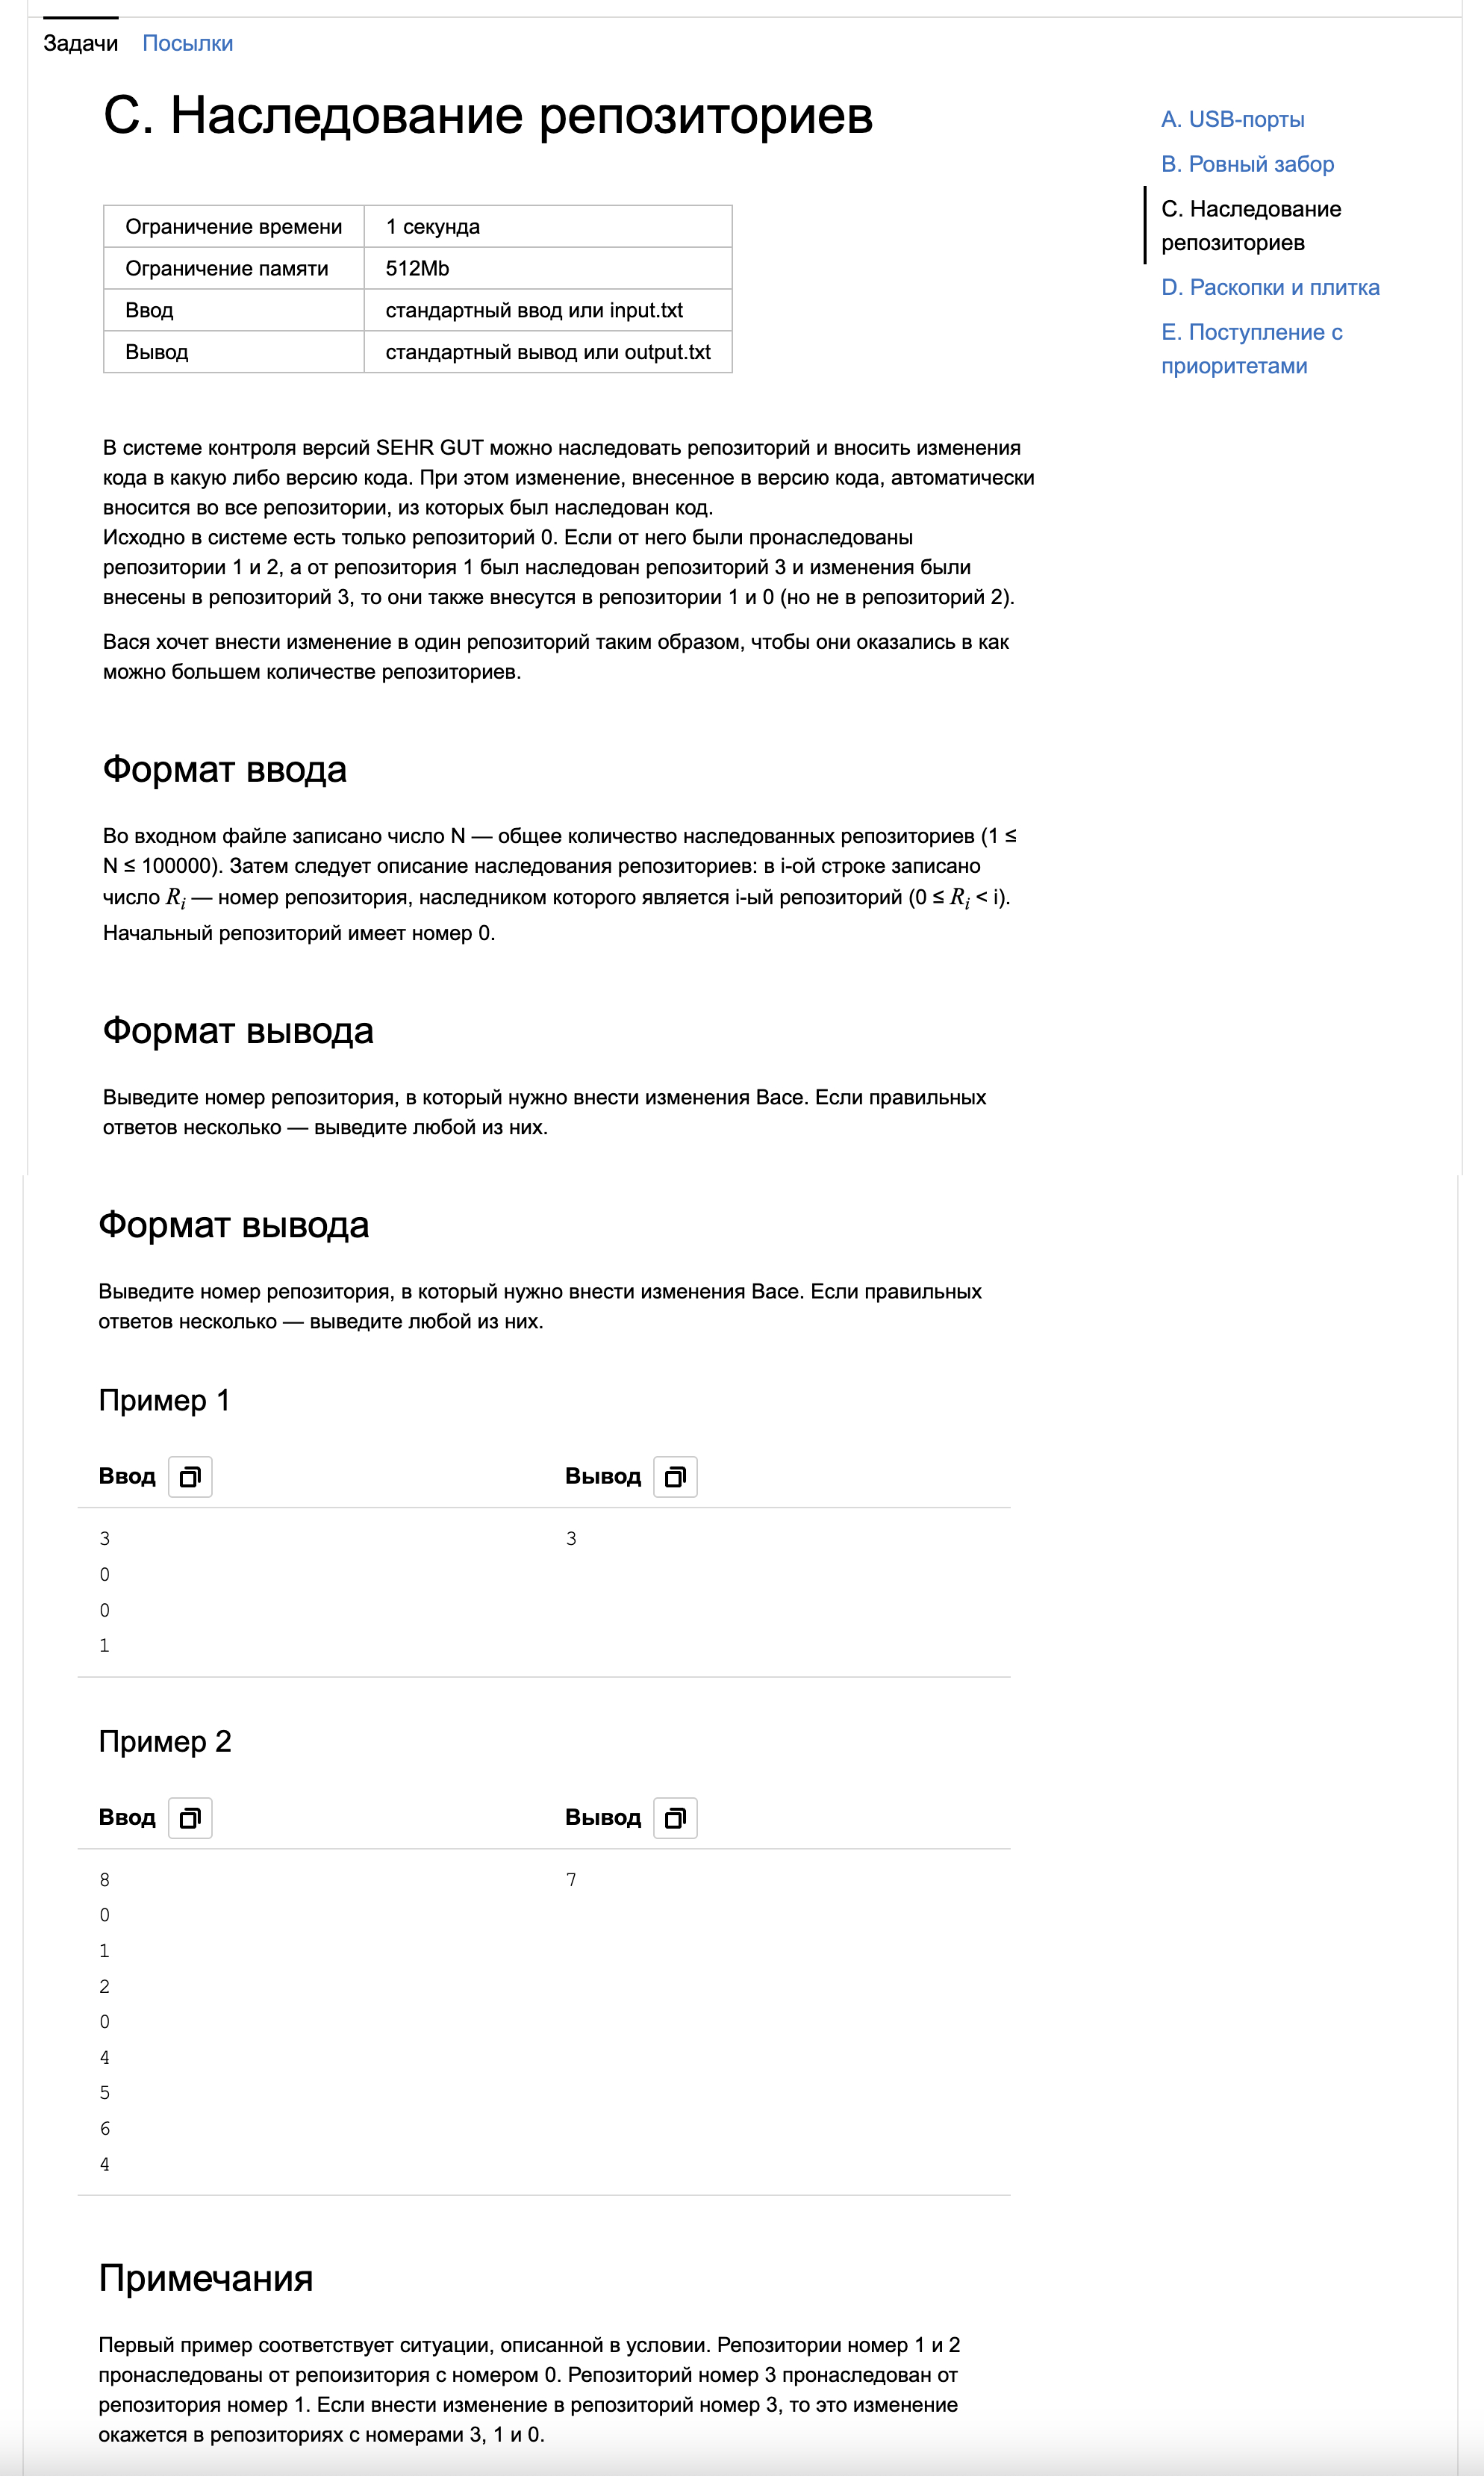 Задачи Посылки
C. Наследование репозиториев
Ограничение времени 1 секунда
Ограничение памяти 512Mb
Ввод стандартный ввод или input.txt
Вывод стандартный вывод или output.txt
В системе контроля версий SEHR GUT можно наследовать репозиторий и вносить изменения
кода в какую либо версию кода. При этом изменение, внесенное в версию кода, автоматически
вносится во все репозитории, из которых был наследован код.
Исходно в системе есть только репозиторий 0. Если от него были пронаследованы
репозитории 1 и 2, а от репозитория 1 был наследован репозиторий 3 и изменения были
внесены в репозиторий 3, то они также внесутся в репозитории 1 и 0 (но не в репозиторий 2).
Вася хочет внести изменение в один репозиторий таким образом, чтобы они оказались в как
можно большем количестве репозиториев.
Формат ввода
Во входном файле записано число N — общее количество наследованных репозиториев (1 ≤
N ≤ 100000). Затем следует описание наследования репозиториев: в i-ой строке записано
число R_i — номер репозитория, наследником которого является i-ый репозиторий (0 ≤ R_i < i).
Начальный репозиторий имеет номер 0.
Формат вывода
Выведите номер репозитория, в который нужно внести изменения Васе. Если правильных
ответов несколько — выведите любой из них.
Формат вывода
Выведите номер репозитория, в который нужно внести изменения Васе. Если правильных
ответов несколько — выведите любой из них.
Пример 1
Ввод Вывод
3 3
0
0
1
Пример 2
Ввод Вывод
8 7
0
1
2
0
4
5
6
4
Примечания
Первый пример соответствует ситуации, описанной в условии. Репозитории номер 1 и 2
пронаследованы от репоизитория с номером 0. Репозиторий номер 3 пронаследован от
репозитория номер 1. Если внести изменение в репозиторий номер 3, то это изменение
окажется в репозиториях с номерами 3, 1 и 0.
A. USB-порты
B. Ровный забор
C. Наследование
репозиториев
D. Раскопки и плитка
E. Поступление с
приоритетами